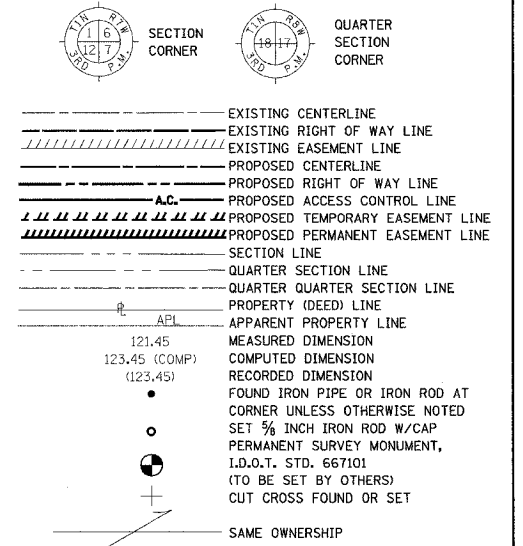 T1N R7W
1 6
12 7
3RD P.M.
SECTION
CORNER
T1N R8W
18 17
3RD P.M.
QUARTER
SECTION
CORNER
EXISTING CENTERLINE
EXISTING RIGHT OF WAY LINE
EXISTING EASEMENT LINE
PROPOSED CENTERLINE
PROPOSED RIGHT OF WAY LINE
A.C. PROPOSED ACCESS CONTROL LINE
PROPOSED TEMPORARY EASEMENT LINE
PROPOSED PERMANENT EASEMENT LINE
SECTION LINE
QUARTER SECTION LINE
QUARTER QUARTER SECTION LINE
PL PROPERTY (DEED) LINE
APL APPARENT PROPERTY LINE
121.45 MEASURED DIMENSION
123.45 (COMP) COMPUTED DIMENSION
(123.45) RECORDED DIMENSION
FOUND IRON PIPE OR IRON ROD AT
CORNER UNLESS OTHERWISE NOTED
SET 5/8 INCH IRON ROD W/CAP
PERMANENT SURVEY MONUMENT,
I.D.O.T. STD. 667101
(TO BE SET BY OTHERS)
CUT CROSS FOUND OR SET
SAME OWNERSHIP